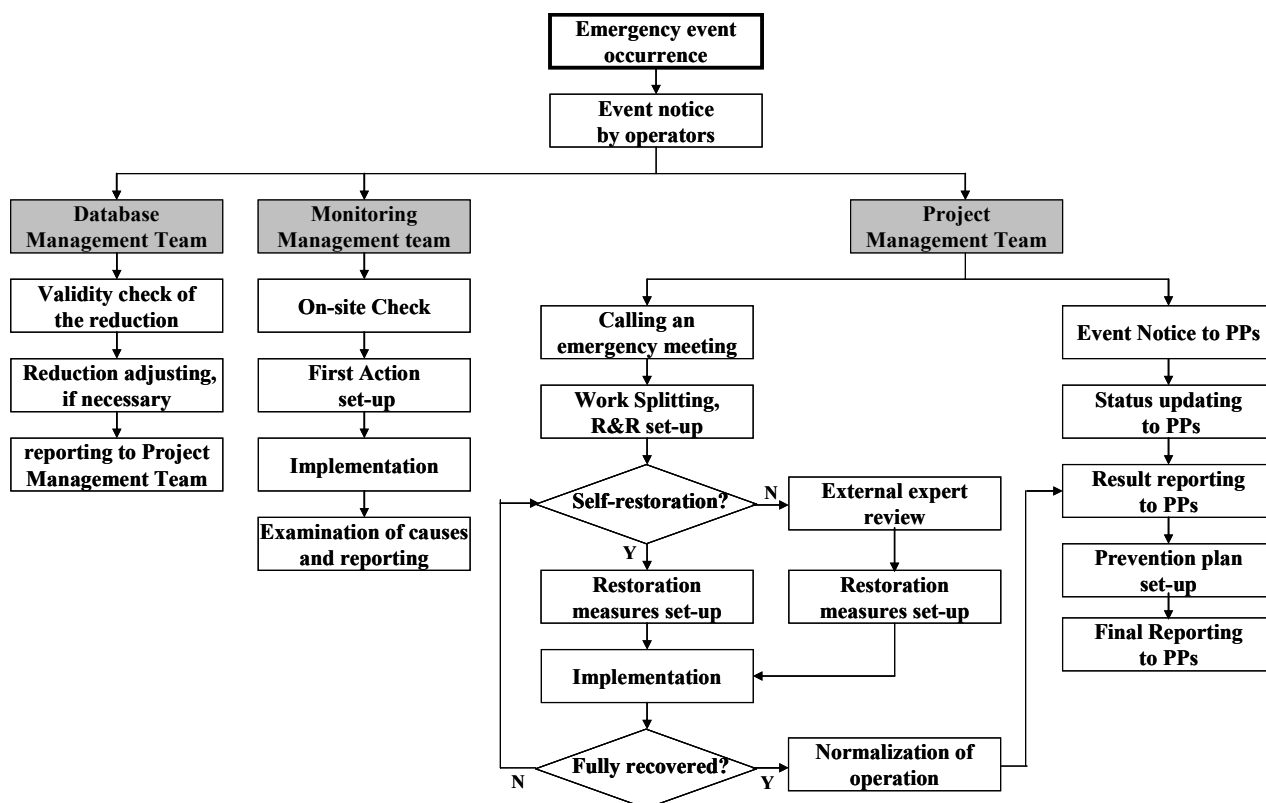 Emergency event
occurrence
Event notice
by operators
Database
Management Team
Monitoring
Management team
Project
Management Team
Validity check of
the reduction
Reduction adjusting,
if necessary
reporting to Project
Management Team
On-site Check
First Action
set-up
Implementation
Examination of causes
and reporting
Calling an
emergency meeting
Work Splitting,
R&R set-up
Self-restoration?
N
Y
External expert
review
Restoration
measures set-up
Restoration
measures set-up
Implementation
Fully recovered?
N
Y
Normalization of
operation
Event Notice to PPs
Status updating
to PPs
Result reporting
to PPs
Prevention plan
set-up
Final Reporting
to PPs